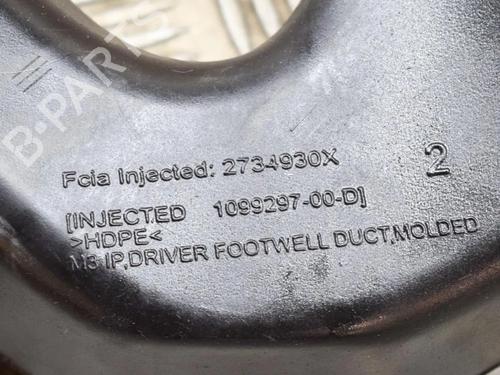 B-PARTS
Fcia Injected: 2734930X
2
[INJECTED 1099297-00-D]
>HDPE<
M3 IP,DRIVER FOOTWELL DUCT,MOLDED